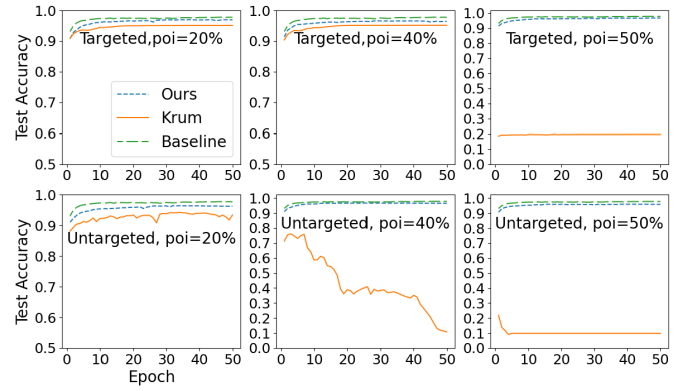 Test Accuracy
1.0
0.9
0.8
0.7
0.6
0.5
Targeted,poi=20%
Ours
Krum
Baseline
0 10 20 30 40 50
1.0
0.9
0.8
0.7
0.6
0.5
Targeted,poi=40%
0 10 20 30 40 50
1.0
0.9
0.8
0.7
0.6
0.5
0.4
0.3
0.2
0.1
0.0
Targeted, poi=50%
0 10 20 30 40 50
Test Accuracy
1.0
0.9
0.8
0.7
0.6
0.5
Untargeted, poi=20%
0 10 20 30 40 50
Epoch
1.0
0.9
0.8
0.7
0.6
0.5
0.4
0.3
0.2
0.1
0.0
Untargeted, poi=40%
0 10 20 30 40 50
1.0
0.9
0.8
0.7
0.6
0.5
0.4
0.3
0.2
0.1
0.0
Untargeted, poi=50%
0 10 20 30 40 50